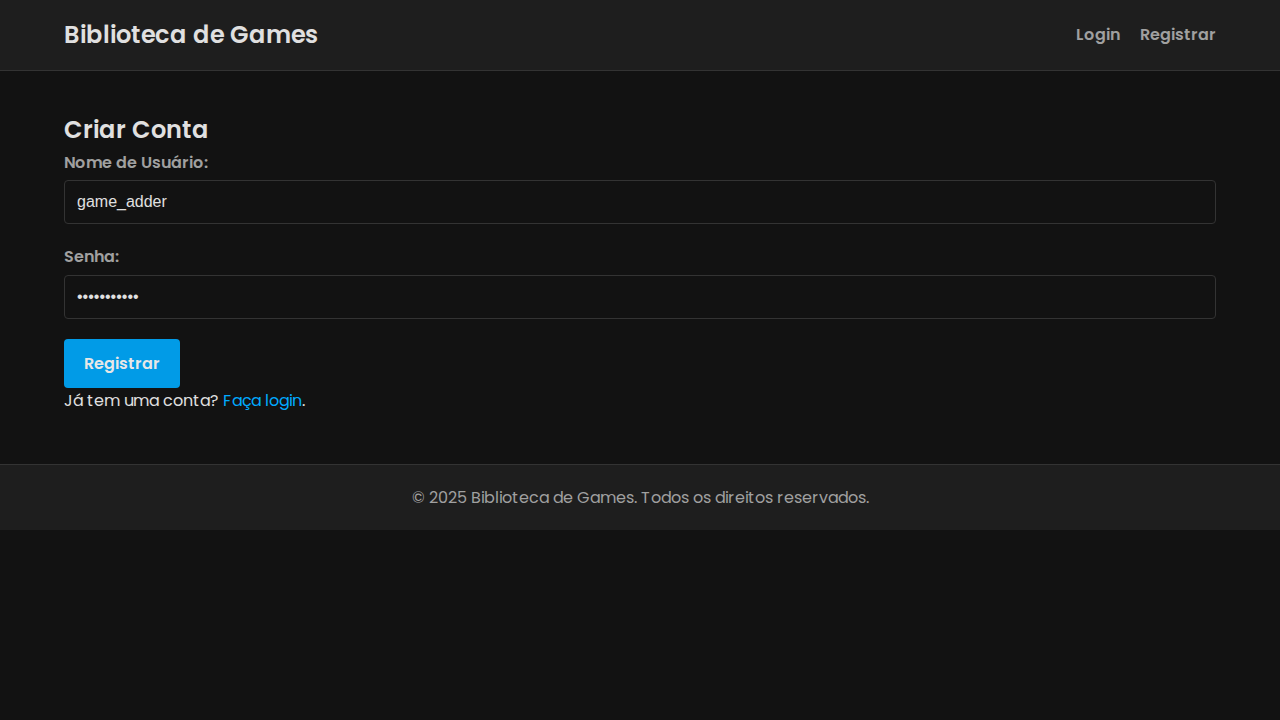 Biblioteca de Games
Login
Registrar
Criar Conta
Nome de Usuário:
game_adder
Senha:
•••••••••••
Registrar
Já tem uma conta? Faça login.
© 2025 Biblioteca de Games. Todos os direitos reservados.